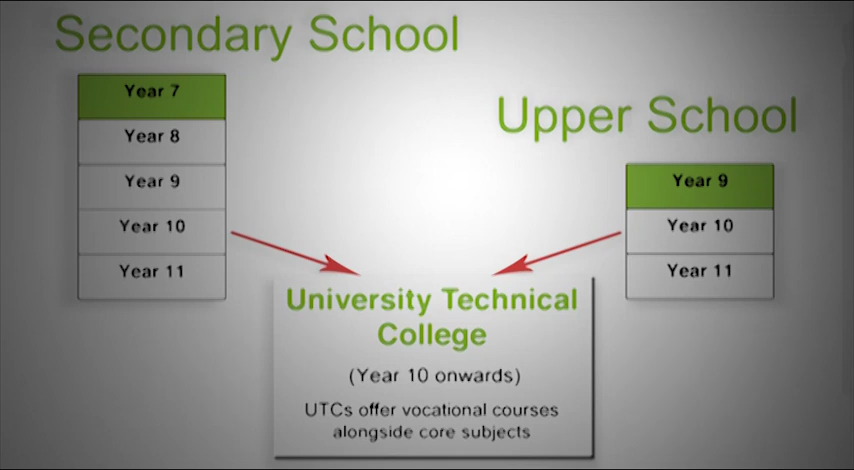 Secondary School
Year 7
Year 8
Year 9
Year 10
Year 11
Upper School
Year 9
Year 10
Year 11
University Technical
College
(Year 10 onwards)
UTCs offer vocational courses
alongside core subjects